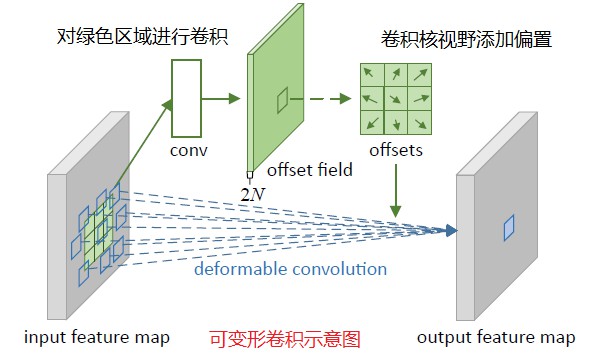 对绿色区域进行卷积
卷积核视野添加偏置
conv
offset field
offsets
2N
deformable convolution
input feature map
可变形卷积示意图
output feature map